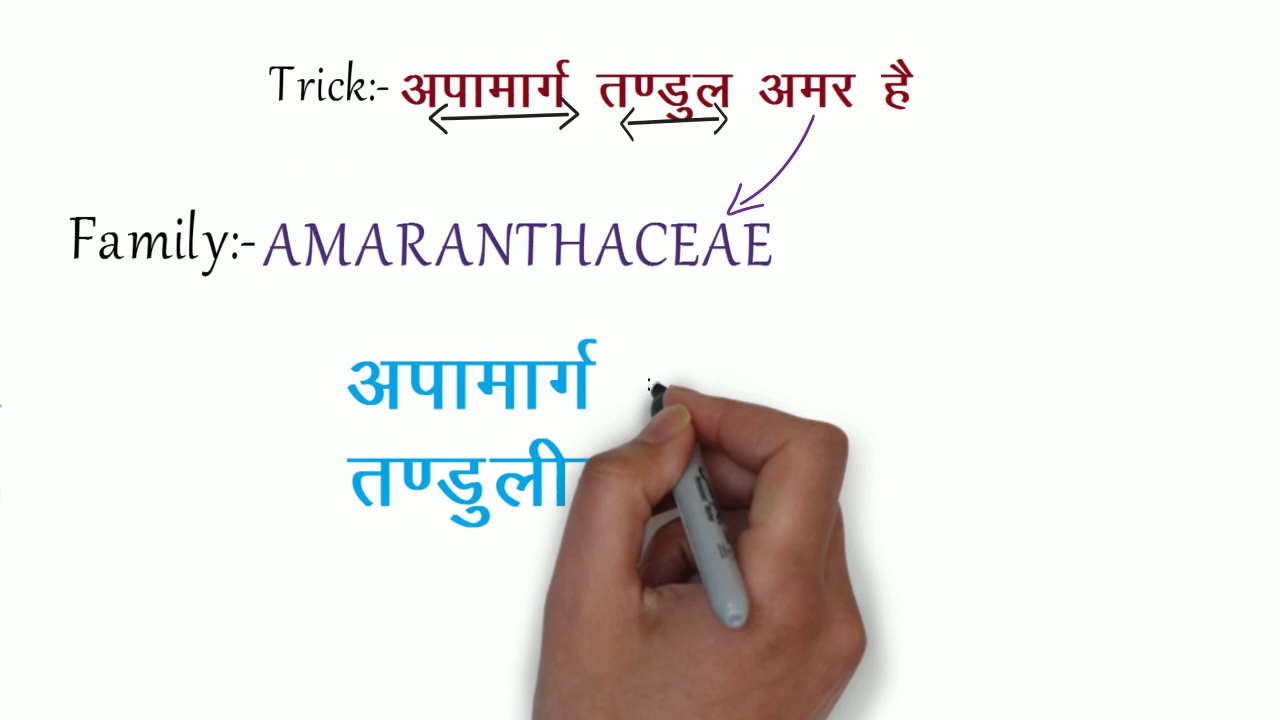 Trick:- अपामार्ग तण्डुल अमर है
Family:- AMARANTHACEAE
अपामार्ग :
तण्डुली